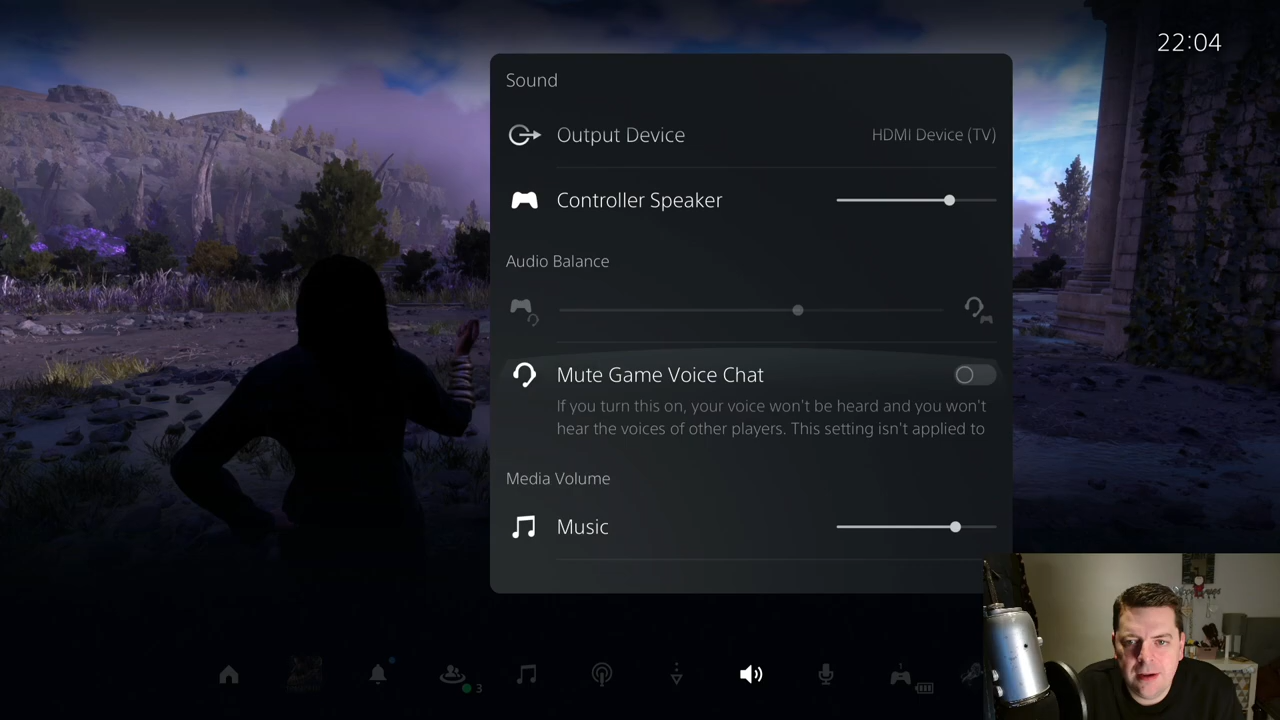 22:04
Sound
Output Device
HDMI Device (TV)
Controller Speaker
Audio Balance
Mute Game Voice Chat
If you turn this on, your voice won't be heard and you won't
hear the voices of other players. This setting isn't applied to
Media Volume
Music
3